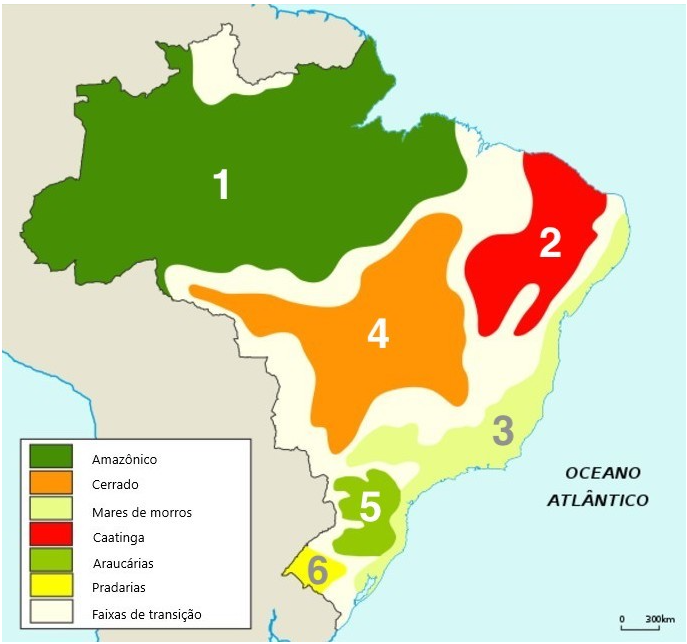 1
2
4
3
5
6
OCEANO
ATLÂNTICO
Amazônico
Cerrado
Mares de morros
Caatinga
Araucárias
Pradarias
Faixas de transição
0 300km